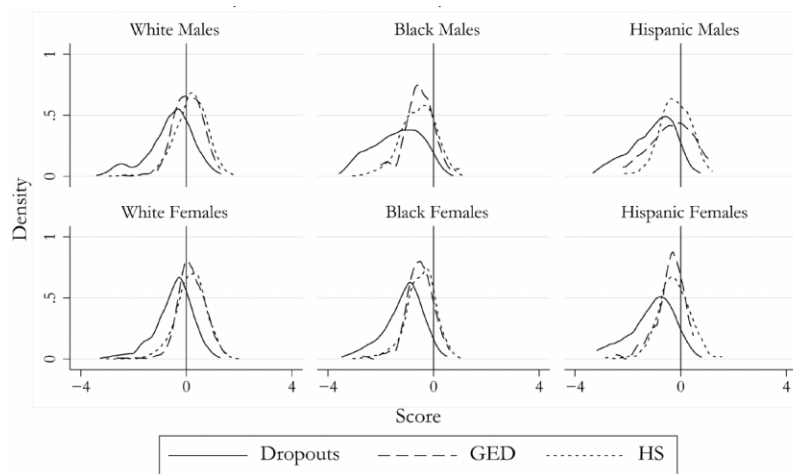 White Males Black Males Hispanic Males
1
.5
0
White Females Black Females Hispanic Females
1
.5
0
Density
−4 0 4 −4 0 4 −4 0 4
Score
Dropouts GED HS